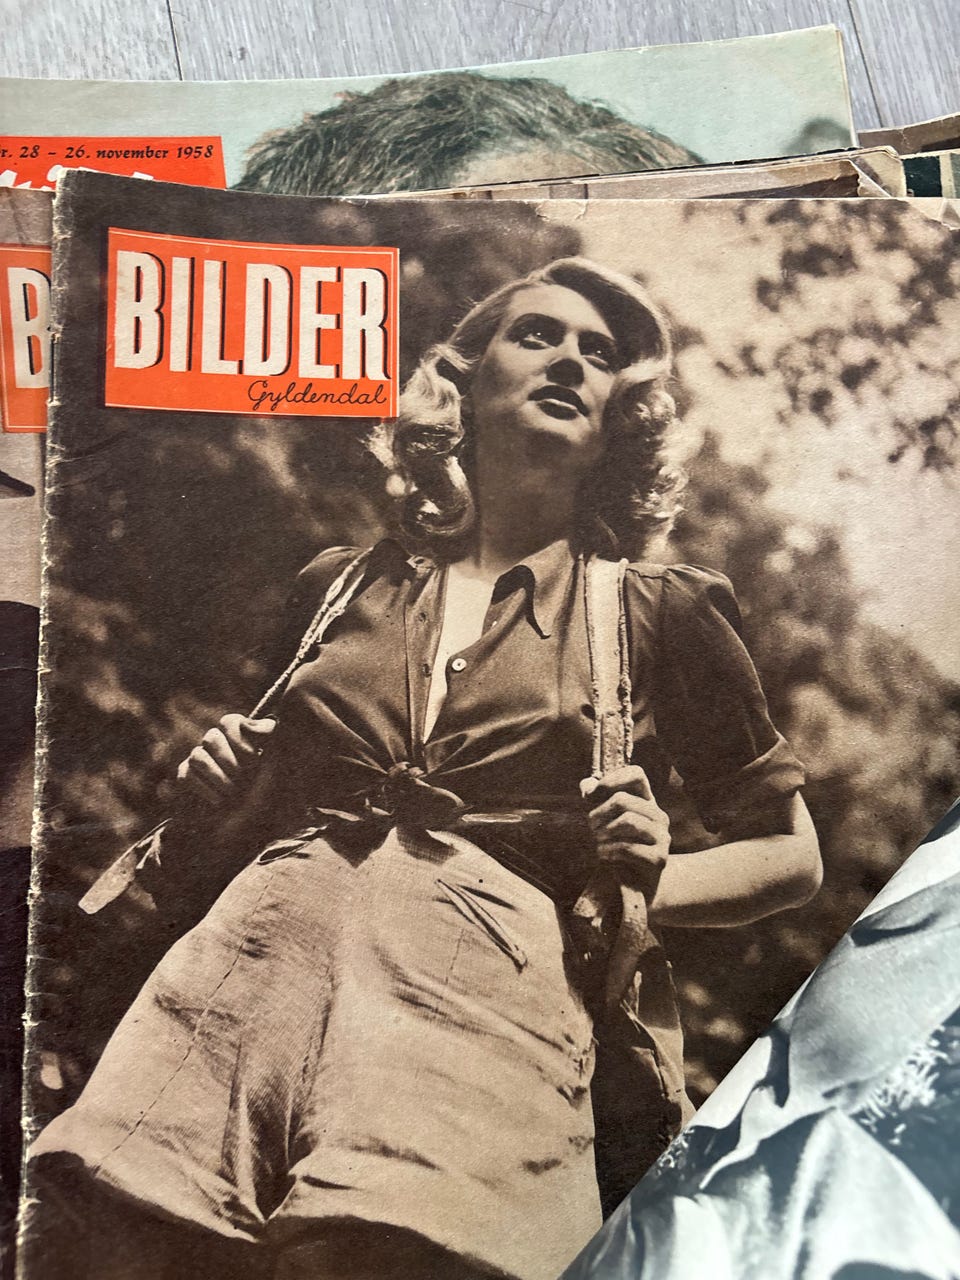 r. 28 - 26. november 1958
B
BILDER
Gyldendal